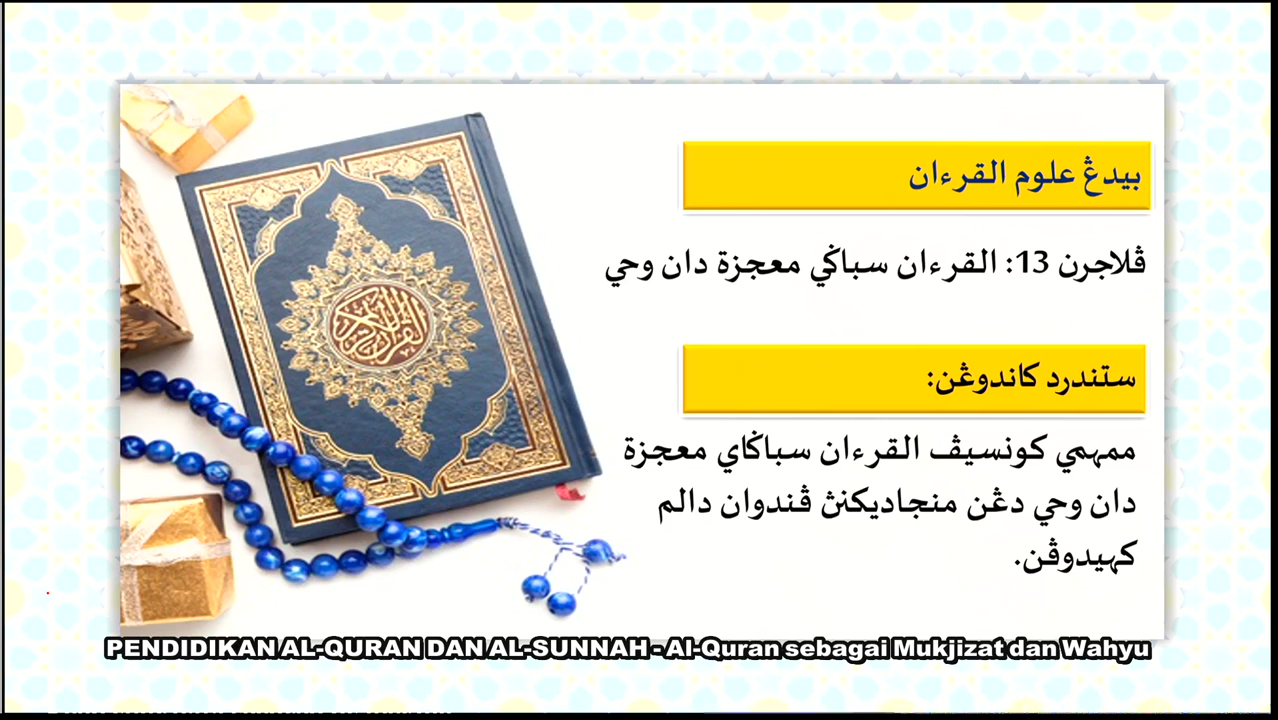 بيدڠ علوم القرءان
ڤلاجرن 13: القرءان سباݢي معجزة دان وحي
ستندرد كاندوڠن:
ممهمي كونسيڤ القرءان سباݢاي معجزة
دان وحي دڠن منجاديكنڽ ڤندوان دالم
كهيدوڤن.
PENDIDIKAN AL-QURAN DAN AL-SUNNAH - Al-Quran sebagai Mukjizat dan Wahyu